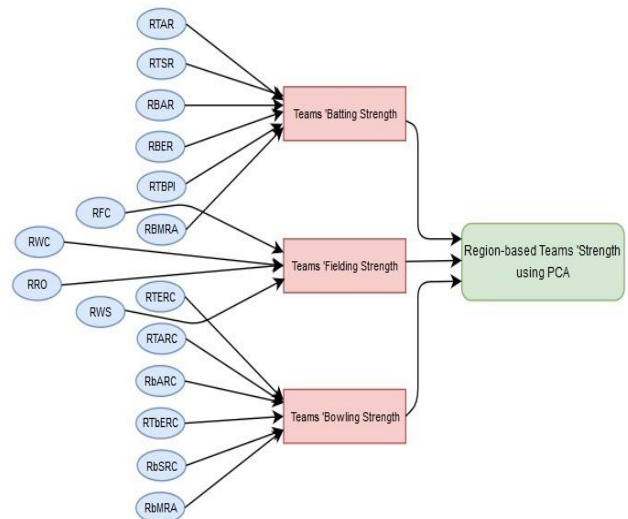 RTAR
RTSR
RBAR
RBER
RTBPI
RBMRA
Teams 'Batting Strength
RFC
RWC
RRO
RWS
Teams 'Fielding Strength
RTERC
RTARC
RbARC
RTbERC
RbSRC
RbMRA
Teams 'Bowling Strength
Region-based Teams 'Strength
using PCA